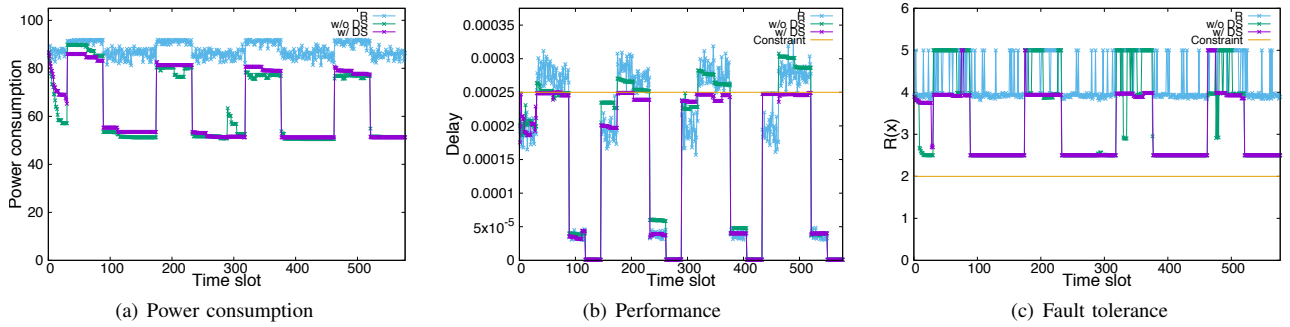 R
w/o DS
w/ DS
100
80
60
40
20
0
0 100 200 300 400 500
Power consumption
Time slot
(a) Power consumption
R
w/o DS
w/ DS
Constraint
0.00035
0.0003
0.00025
0.0002
0.00015
0.0001
5x10⁻⁵
0
0 100 200 300 400 500
Delay
Time slot
(b) Performance
R
w/o DS
w/ DS
Constraint
6
5
4
3
2
1
0
0 100 200 300 400 500
R(x)
Time slot
(c) Fault tolerance